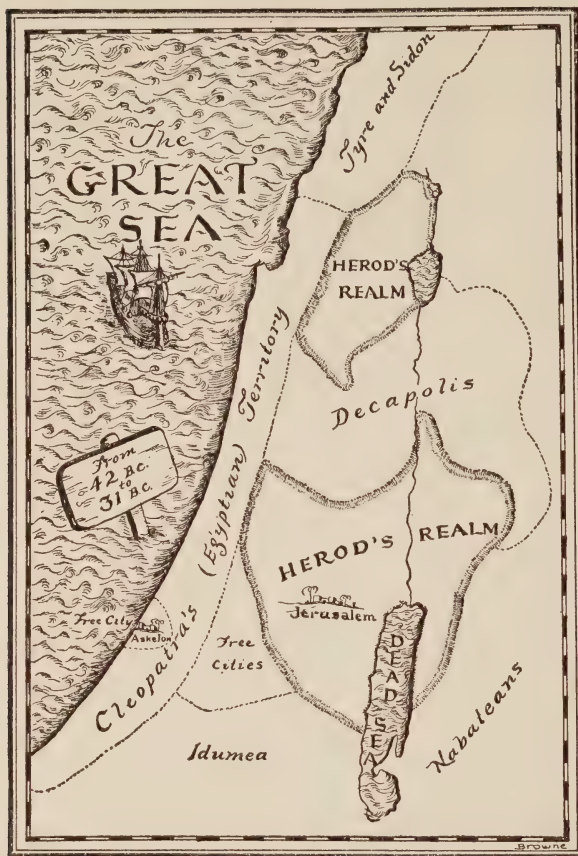 The
GREAT
SEA
Tyre and Sidon
HEROD'S
REALM
Decapolis
From
42 B.C.
to
31 B.C.
Cleopatra's (Egyptian) Territory
HEROD'S REALM
Jerusalem
Free City
Askelon
Free
Cities
DEAD SEA
Nabateans
Idumea
Browne